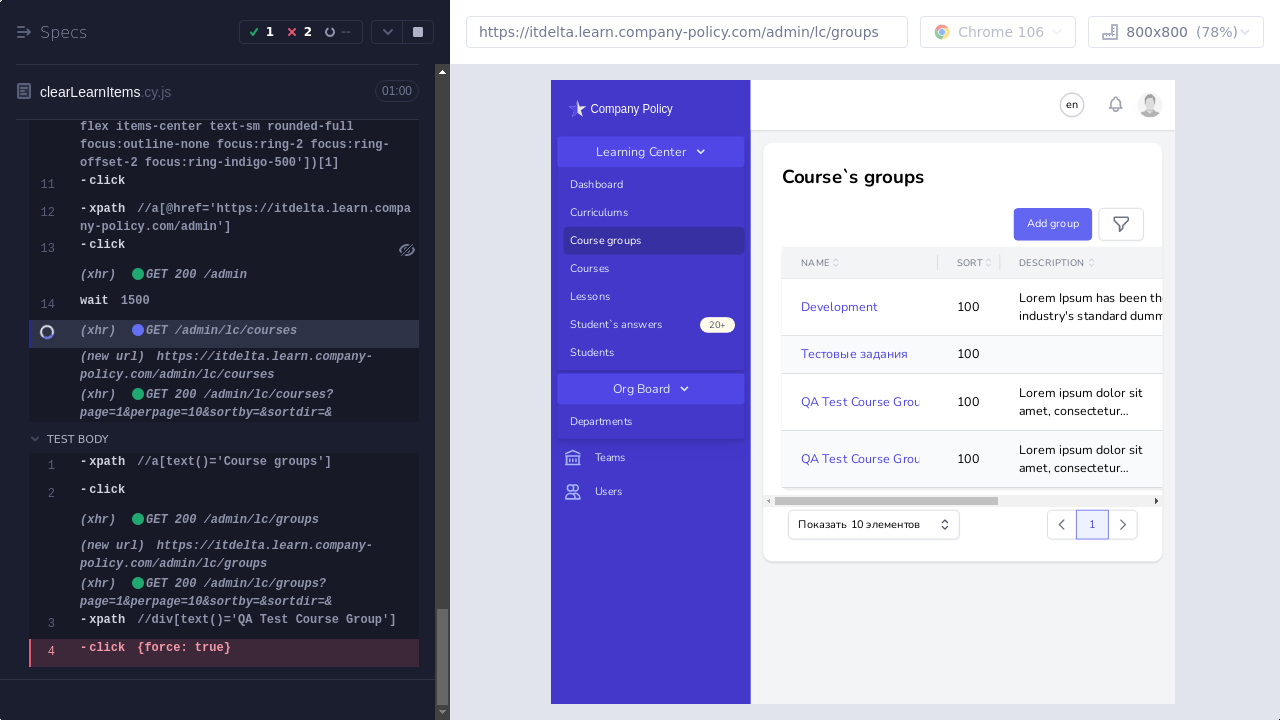 Specs
1
2
--
clearLearnItems.cy.js
01:00
flex items-center text-sm rounded-full
focus:outline-none focus:ring-2 focus:ring-
offset-2 focus:ring-indigo-500'])[1]
11 -click
12 -xpath //a[@href='https://itdelta.learn.compa
ny-policy.com/admin']
13 -click
(xhr) GET 200 /admin
14 wait 1500
(xhr) GET /admin/lc/courses
(new url) https://itdelta.learn.company-
policy.com/admin/lc/courses
(xhr) GET 200 /admin/lc/courses?
page=1&perpage=10&sortby=&sortdir=&
TEST BODY
1 -xpath //a[text()='Course groups']
2 -click
(xhr) GET 200 /admin/lc/groups
(new url) https://itdelta.learn.company-
policy.com/admin/lc/groups
(xhr) GET 200 /admin/lc/groups?
page=1&perpage=10&sortby=&sortdir=&
3 -xpath //div[text()='QA Test Course Group']
4 -click {force: true}
https://itdelta.learn.company-policy.com/admin/lc/groups
Chrome 106
800x800 (78%)
Company Policy
Learning Center
Dashboard
Curriculums
Course groups
Courses
Lessons
Student`s answers 20+
Students
Org Board
Departments
Teams
Users
en
Course`s groups
Add group
NAME SORT DESCRIPTION
Development 100 Lorem Ipsum has been the
industry's standard dumm
Тестовые задания 100
QA Test Course Grou 100 Lorem ipsum dolor sit
amet, consectetur...
QA Test Course Grou 100 Lorem ipsum dolor sit
amet, consectetur...
Показать 10 элементов
1